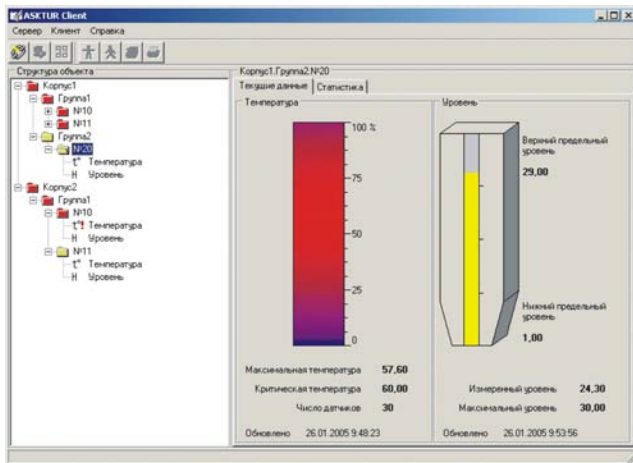 ASKTUR Client
Сервер Клиент Справка
Структура объекта
Корпус1
Группа1
№10
№11
Группа2
№20
t° Температура
H Уровень
Корпус2
Группа1
№10
t°! Температура
H Уровень
№11
t° Температура
H Уровень
Корпус1.Группа2.№20
Текущие данные Статистика
Температура
100 %
75
50
25
0
Максимальная температура 57,60
Критическая температура 60,00
Число датчиков 30
Обновлено 26.01.2005 9:48:23
Уровень
Верхний предельный
уровень
29,00
Нижний предельный
уровень
1,00
Измеренный уровень 24,30
Максимальный уровень 30,00
Обновлено 26.01.2005 9:53:56